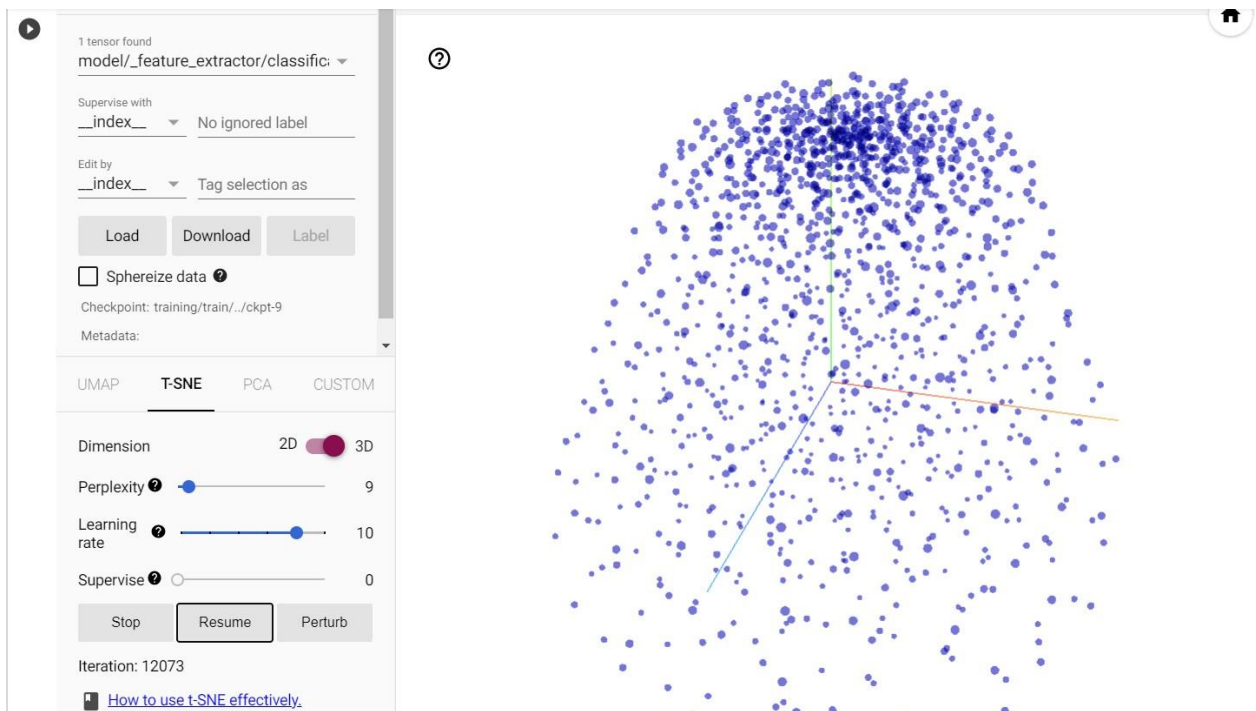 1 tensor found
model/_feature_extractor/classific
Supervise with
__index__ No ignored label
Edit by
__index__ Tag selection as
Load Download Label
Sphereize data ?
Checkpoint: training/train/../ckpt-9
Metadata:
UMAP T-SNE PCA CUSTOM
Dimension 2D 3D
Perplexity ? 9
Learning rate ? 10
Supervise ? 0
Stop Resume Perturb
Iteration: 12073
How to use t-SNE effectively.
?